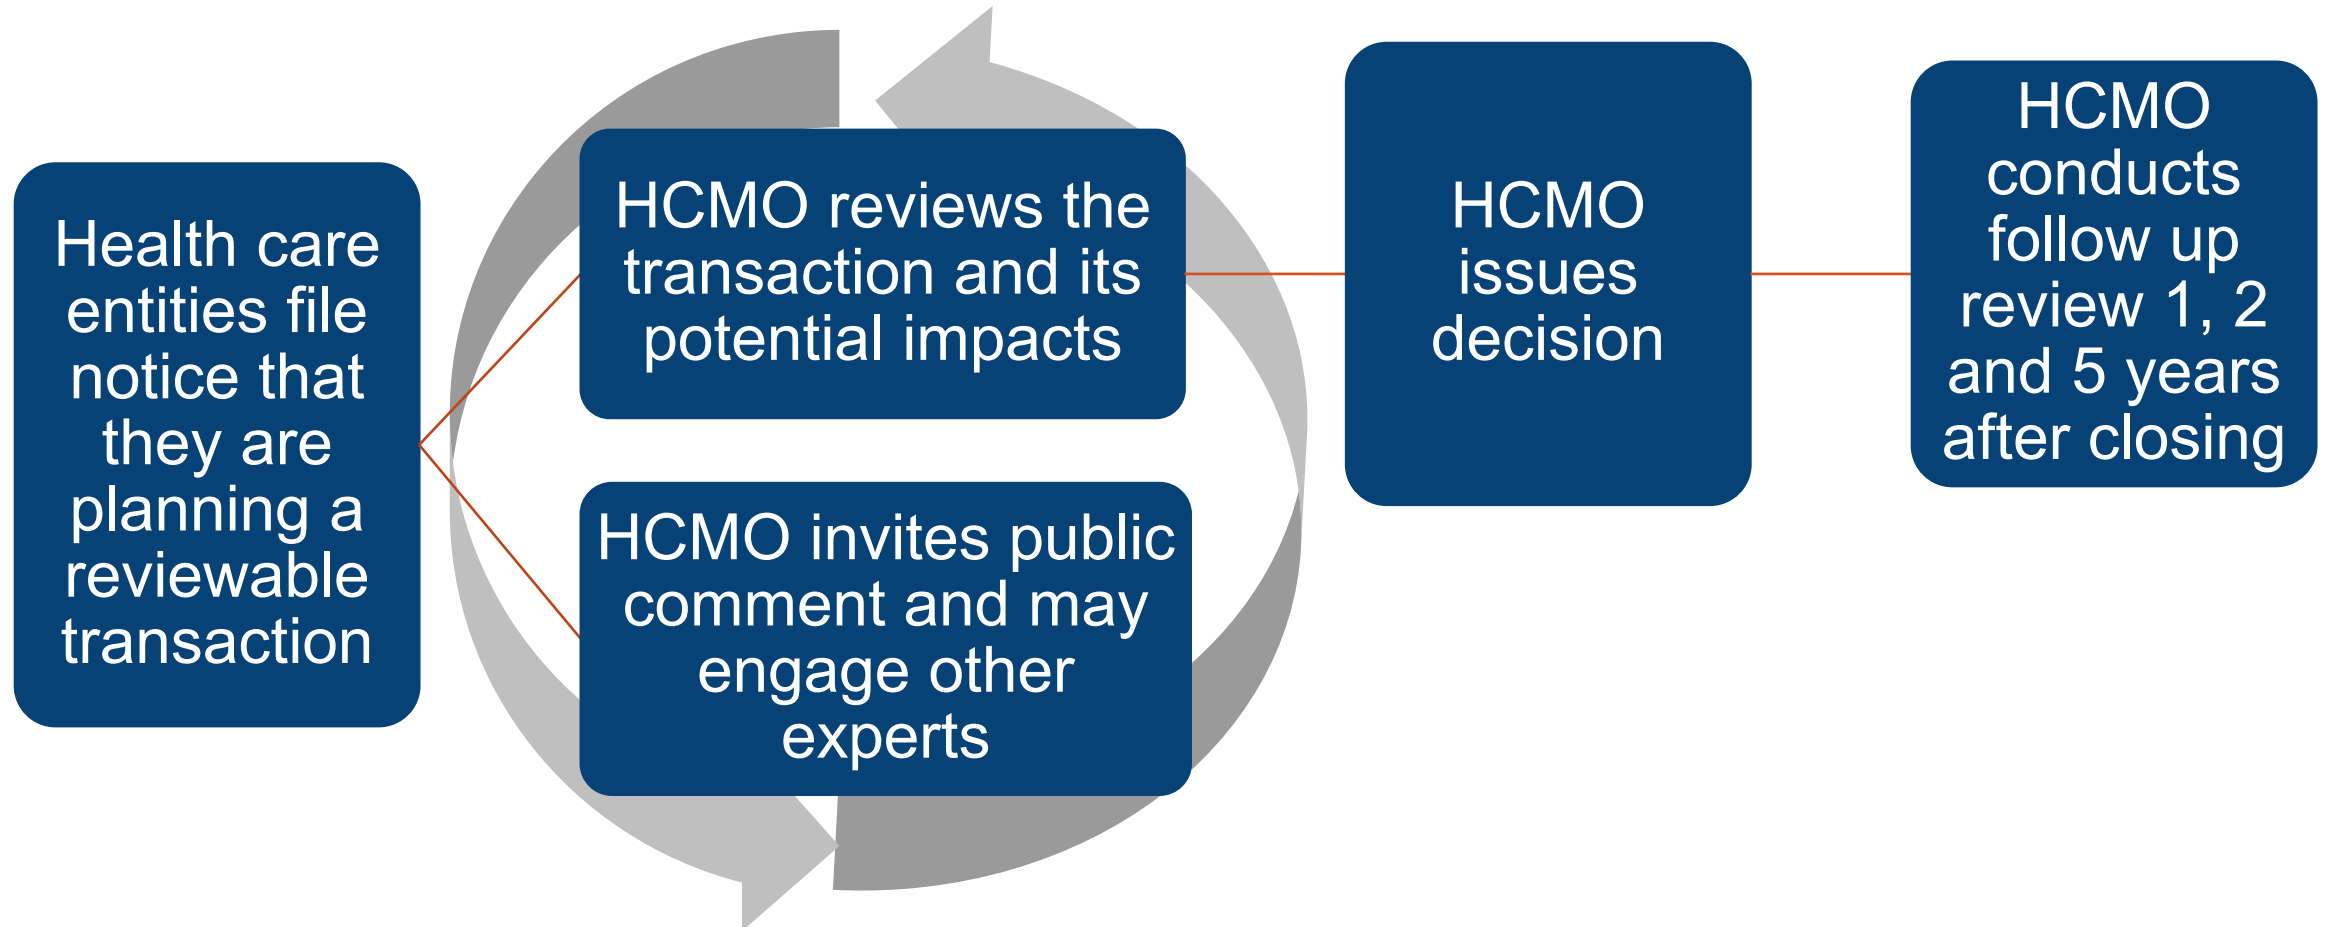 Health care
entities file
notice that
they are
planning a
reviewable
transaction
HCMO reviews the
transaction and its
potential impacts
HCMO invites public
comment and may
engage other
experts
HCMO
issues
decision
HCMO
conducts
follow up
review 1, 2
and 5 years
after closing